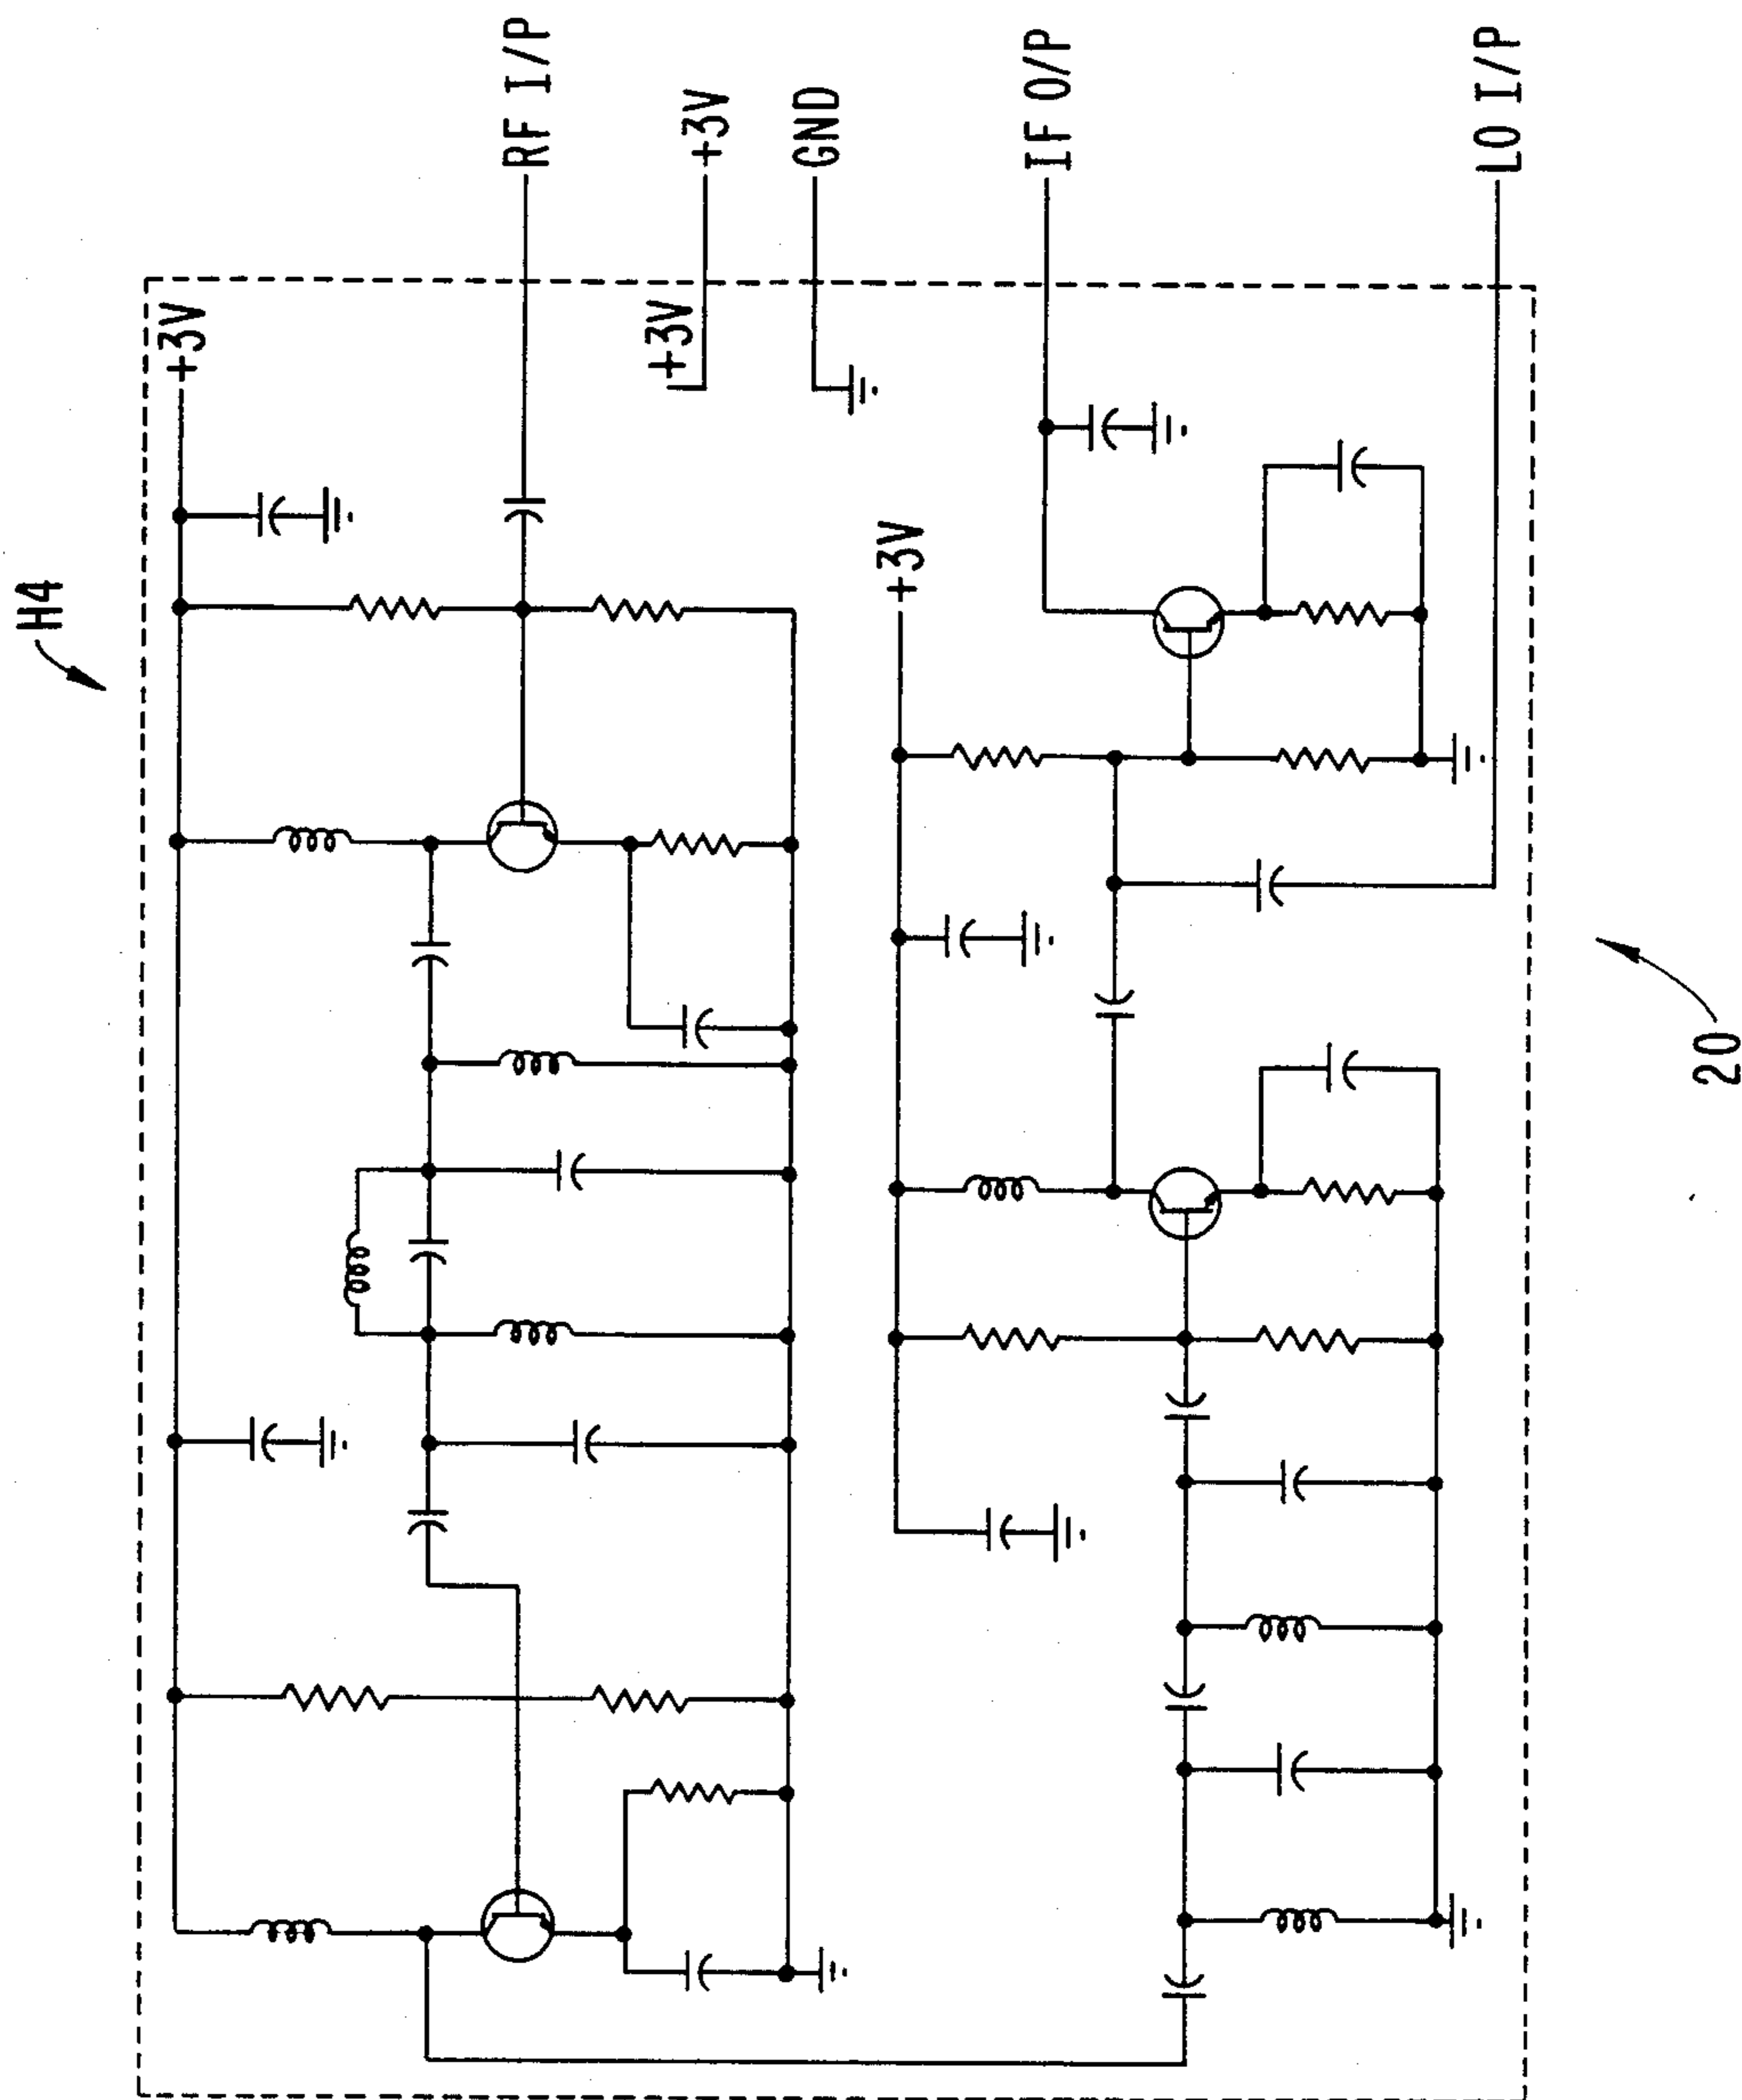 H4
+3V
RF I/P
+3V
+3V
GND
+3V
IF O/P
LO I/P
20